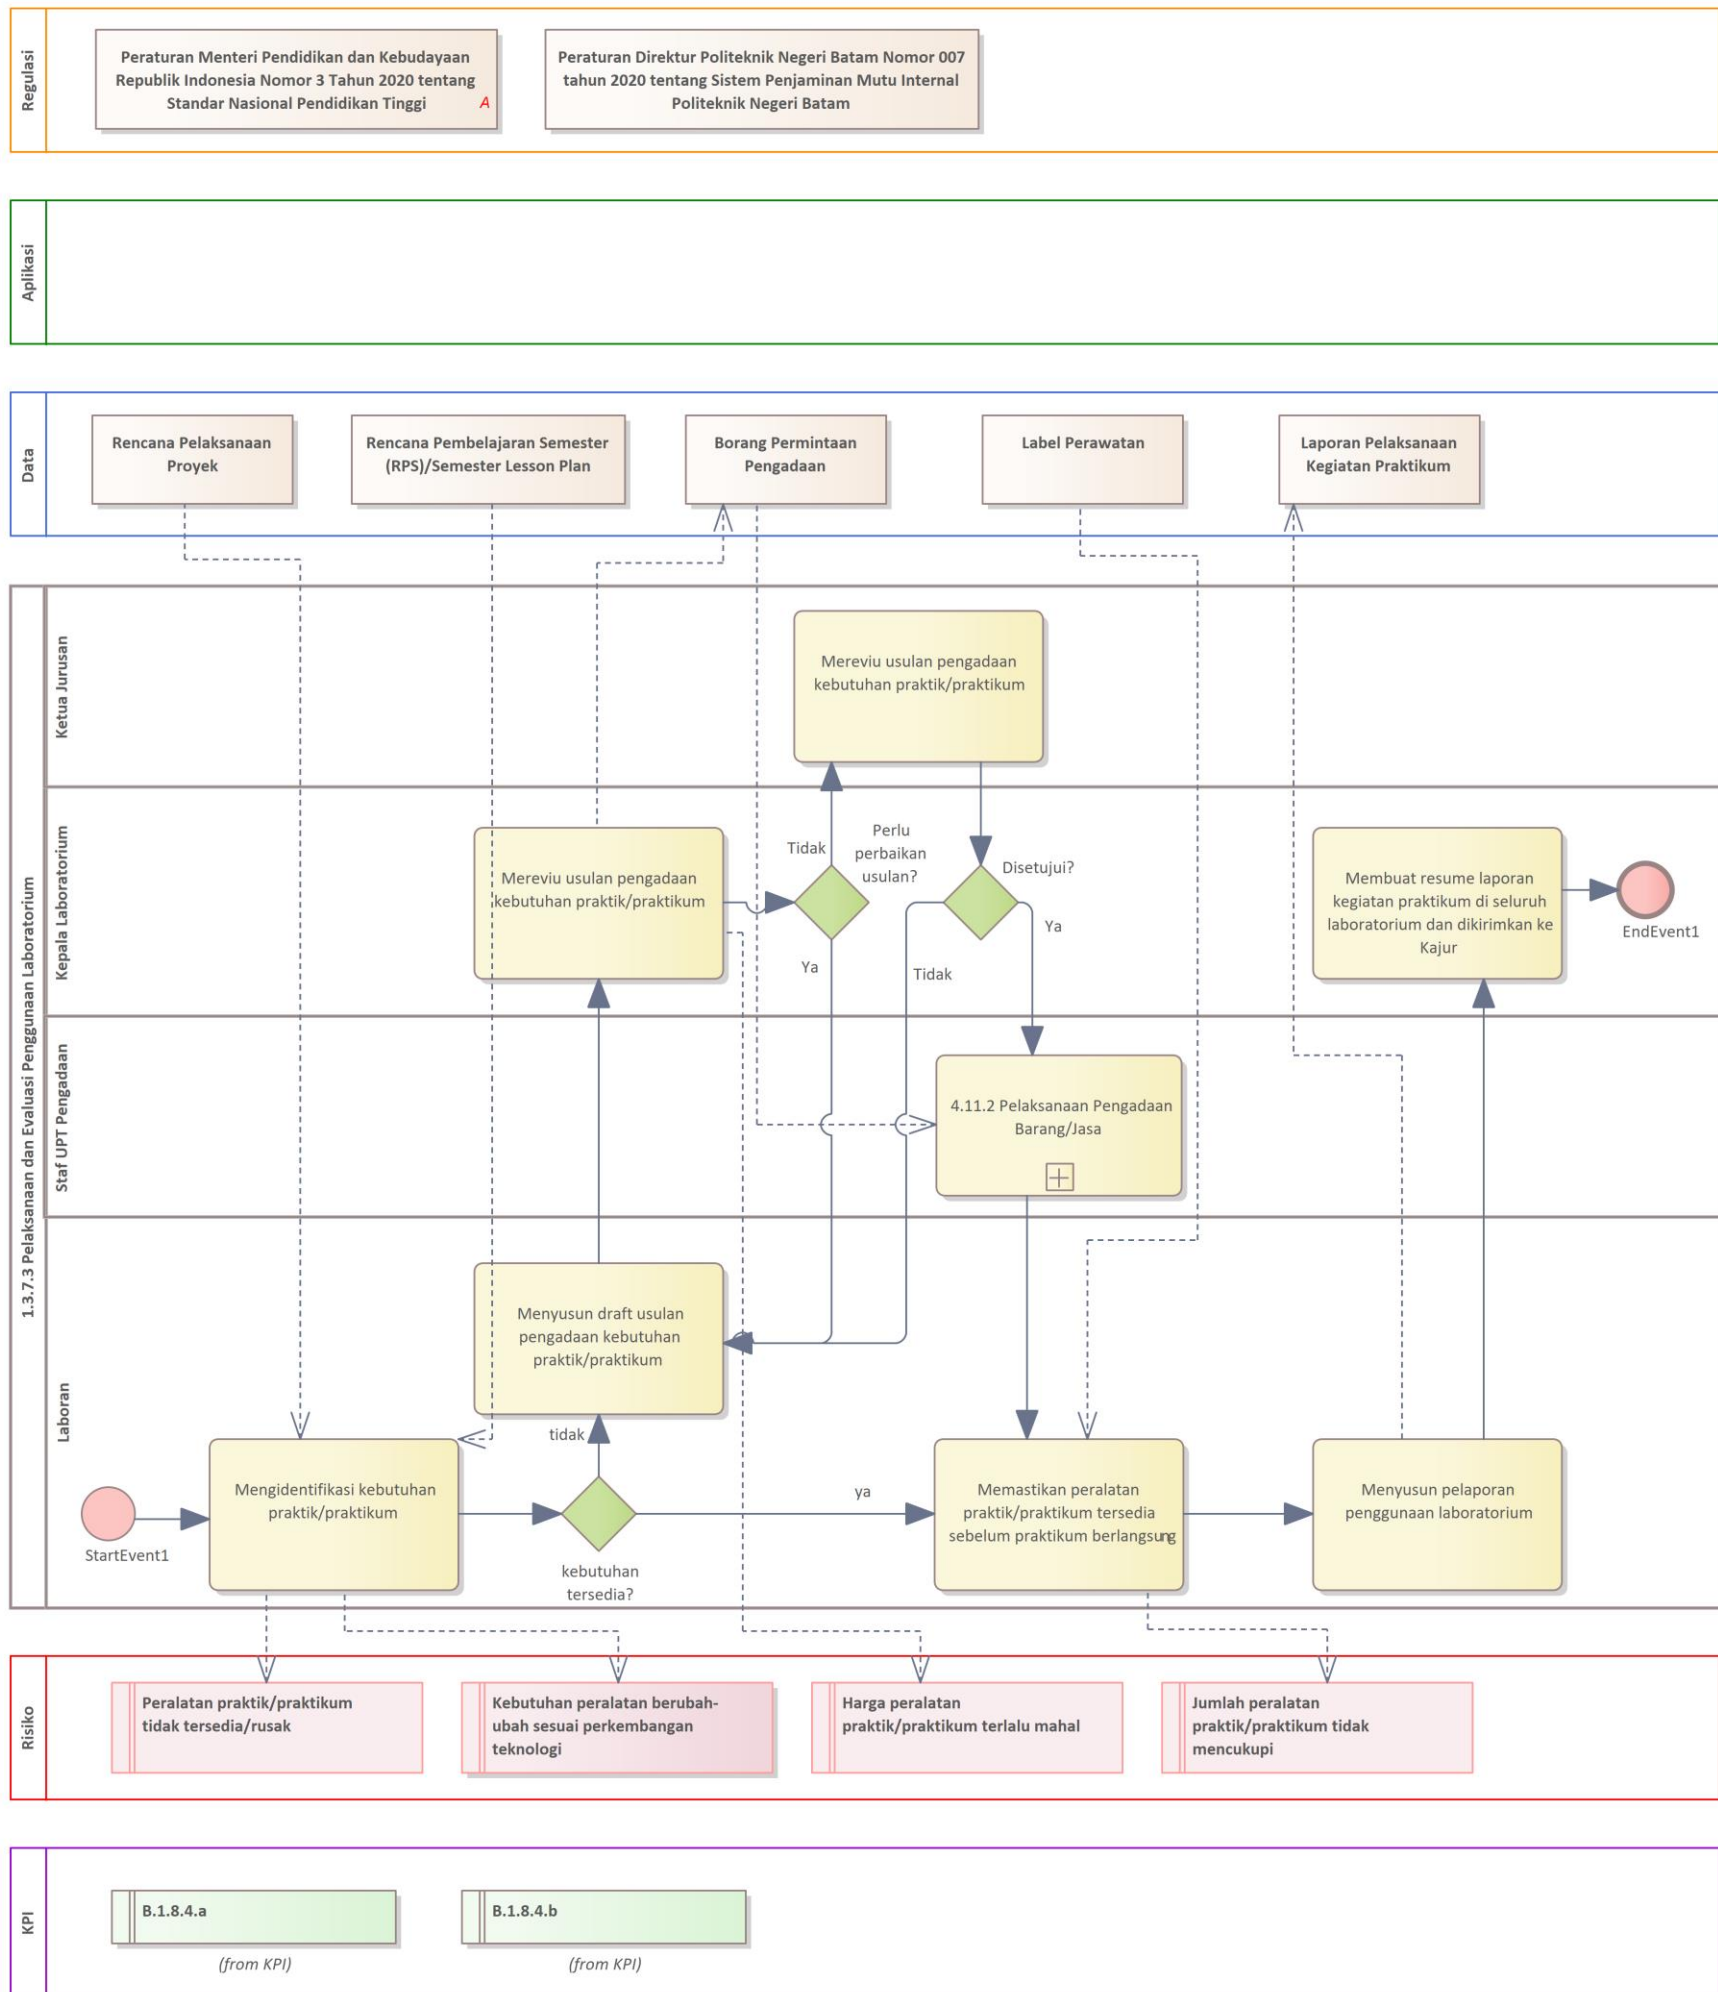 Regulasi
Peraturan Menteri Pendidikan dan Kebudayaan
Republik Indonesia Nomor 3 Tahun 2020 tentang
Standar Nasional Pendidikan Tinggi
A
Peraturan Direktur Politeknik Negeri Batam Nomor 007
tahun 2020 tentang Sistem Penjaminan Mutu Internal
Politeknik Negeri Batam
Aplikasi
Data
Rencana Pelaksanaan
Proyek
Rencana Pembelajaran Semester
(RPS)/Semester Lesson Plan
Borang Permintaan
Pengadaan
Label Perawatan
Laporan Pelaksanaan
Kegiatan Praktikum
1.3.7.3 Pelaksanaan dan Evaluasi Penggunaan Laboratorium
Ketua Jurusan
Mereviu usulan pengadaan
kebutuhan praktik/praktikum
Kepala Laboratorium
Mereviu usulan pengadaan
kebutuhan praktik/praktikum
Tidak
Perlu
perbaikan
usulan?
Ya
Disetujui?
Ya
Tidak
Membuat resume laporan
kegiatan praktikum di seluruh
laboratorium dan dikirimkan ke
Kajur
EndEvent1
Staf UPT Pengadaan
4.11.2 Pelaksanaan Pengadaan
Barang/Jasa
Laboran
Menyusun draft usulan
pengadaan kebutuhan
praktik/praktikum
tidak
StartEvent1
Mengidentifikasi kebutuhan
praktik/praktikum
kebutuhan
tersedia?
ya
Memastikan peralatan
praktik/praktikum tersedia
sebelum praktikum berlangsung
Menyusun pelaporan
penggunaan laboratorium
Risiko
Peralatan praktik/praktikum
tidak tersedia/rusak
Kebutuhan peralatan berubah-
ubah sesuai perkembangan
teknologi
Harga peralatan
praktik/praktikum terlalu mahal
Jumlah peralatan
praktik/praktikum tidak
mencukupi
KPI
B.1.8.4.a
(from KPI)
B.1.8.4.b
(from KPI)